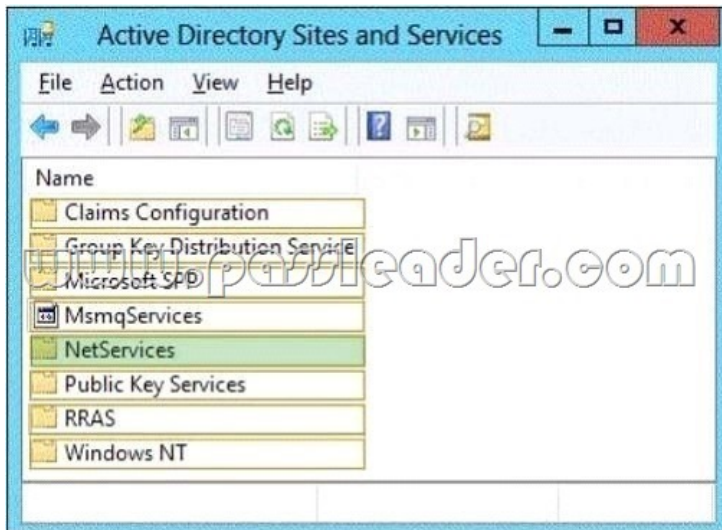 Active Directory Sites and Services
File Action View Help
Name
Claims Configuration
Group Key Distribution Service
www.passleader.com
Microsoft SPP
MsmqServices
NetServices
Public Key Services
RRAS
Windows NT